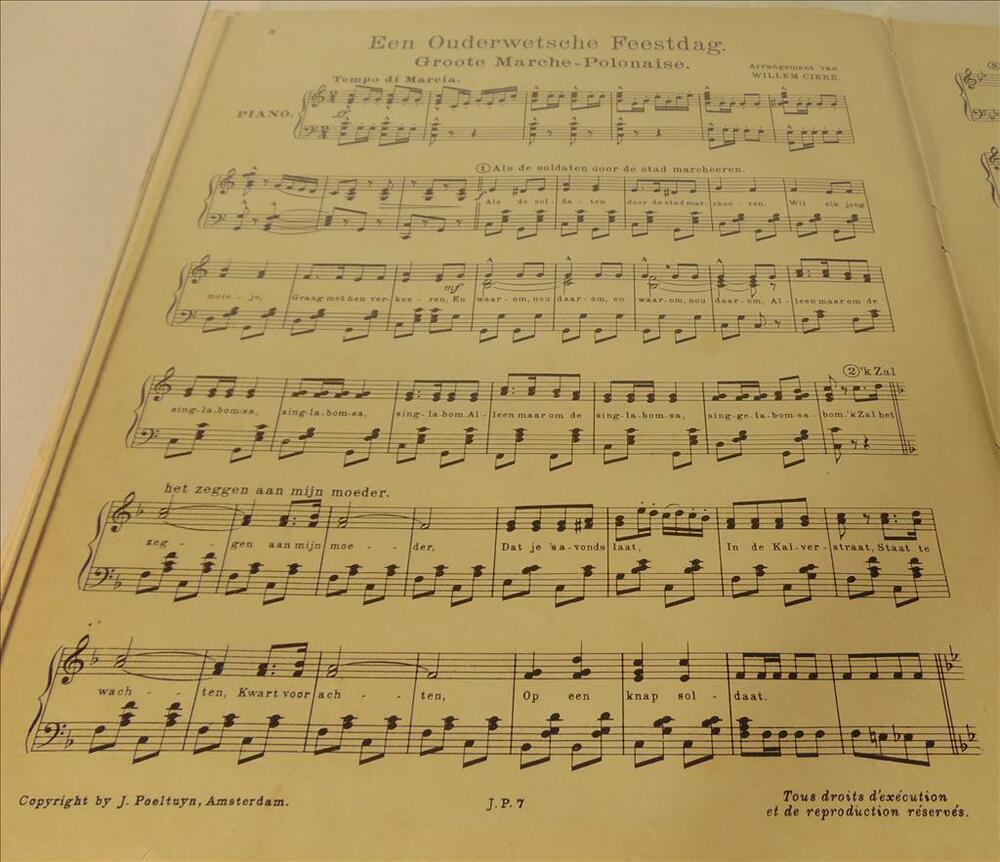 Een Ouderwetsche Feestdag.
Groote Marche-Polonaise.
Arrangement van
WILLEM CIERE.
Tempo di Marcia.
PIANO.
ff
1 Als de soldaten door de stad marcheeren.
f
Als de sol-da-ten door de stad mar-chee-ren, Wil elk jong
meis-je, Graag met hen ver-kee-ren, En waar-om, nou daar-om, en waar-om, nou daar-om, Al-leen maar om de
mf
2 'k Zal
sing-la-bom-sa, sing-la-bom-sa, sing-la-bom. Al-leen maar om de sing-la-bom-sa, sing-ge-la-bom-sa-bom. 'k Zal het
het zeggen aan mijn moeder.
zeg - - gen aan mijn moe - - der, Dat je 's a-vonds laat, In de Kal-ver-straat, Staat te
wach - - ten, Kwart voor ach - - ten, Op een knap sol - daat.
Copyright by J. Poeltuyn, Amsterdam.
J. P. 7
Tous droits d'exécution
et de reproduction réservés.